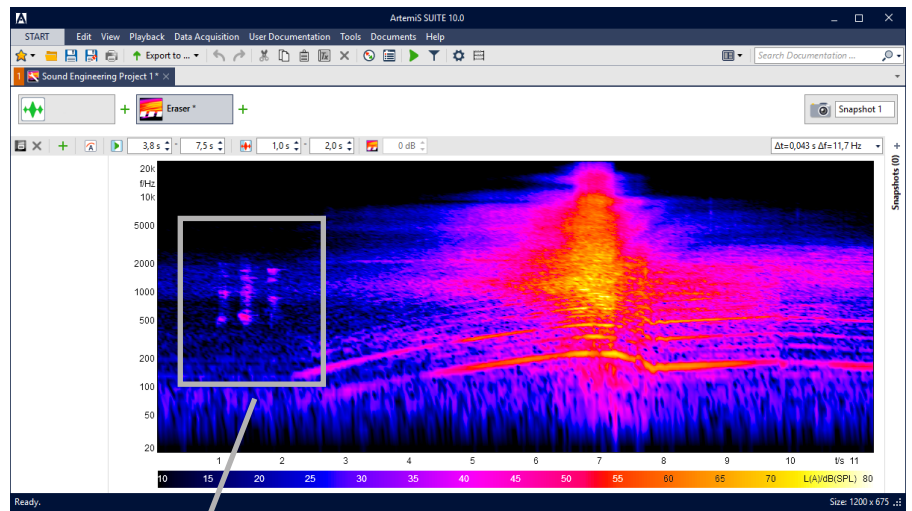 ArtemiS SUITE 10.0
START Edit View Playback Data Acquisition User Documentation Tools Documents Help
Export to ... Search Documentation ...
1 Sound Engineering Project 1*
+ Eraser * + Snapshot 1
3,8 s - 7,5 s 1,0 s - 2,0 s 0 dB Δt=0,043 s Δf=11,7 Hz
Snapshots (0)
20k
f/Hz
10k
5000
2000
1000
500
200
100
50
20
1 2 3 4 5 6 7 8 9 10 t/s 11
10 15 20 25 30 35 40 45 50 55 60 65 70 L(A)/dB(SPL) 80
Ready. Size: 1200 x 675